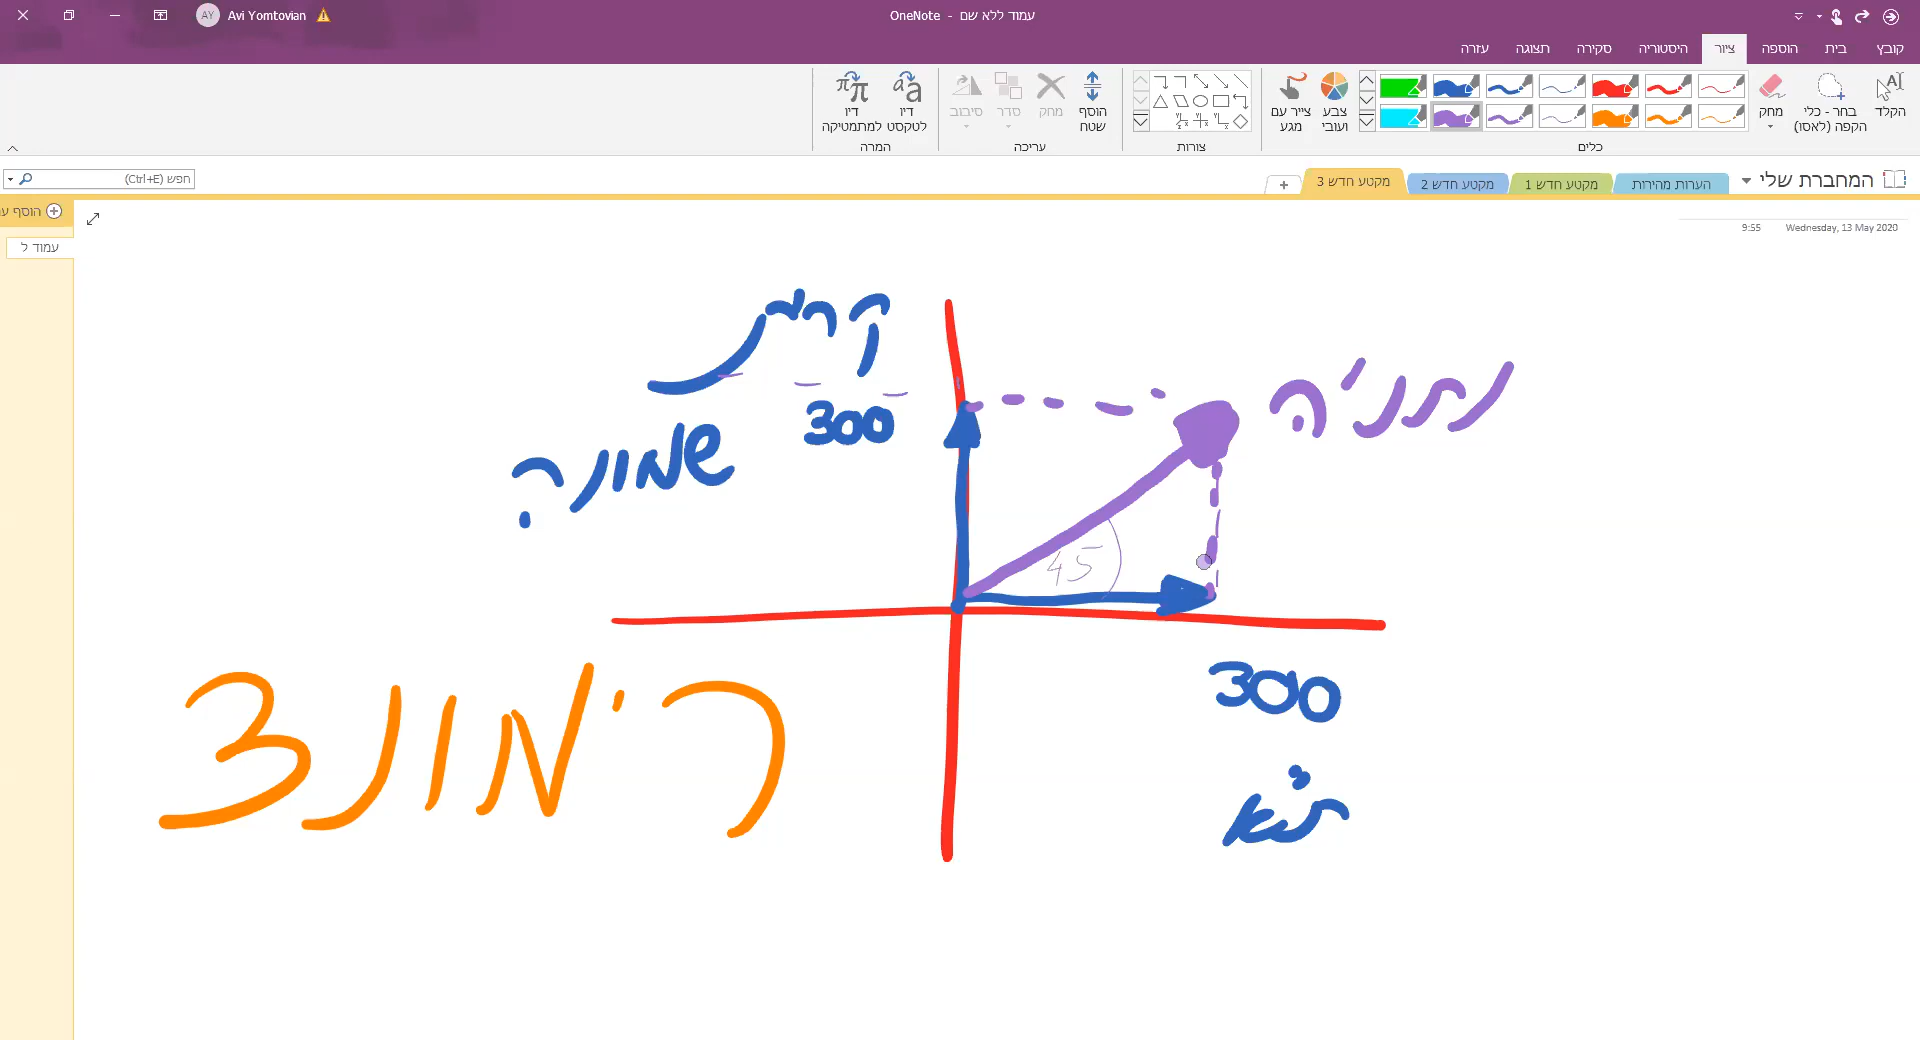 Avi Yomtovian
עמוד ללא שם - OneNote
קובץ
בית
הוספה
ציור
היסטוריה
סקירה
תצוגה
עזרה
הקלד
בחר - כלי
הקפה (לאסו)
מחק
צבע
ועובי
צייר עם
מגע
הוסף
שטח
מחק
סדר
סיבוב
דיו
לטקסט
דיו
למתמטיקה
כלים
צורות
עריכה
המרה
המחברת שלי
הערות מהירות
מקטע חדש 1
מקטע חדש 2
מקטע חדש 3
חפש (Ctrl+E)
הוסף ע
עמוד ל
Wednesday, 13 May 2020
9:55
קרית
שמונה
300
נתניה
45
300
ת"א
רימונ3